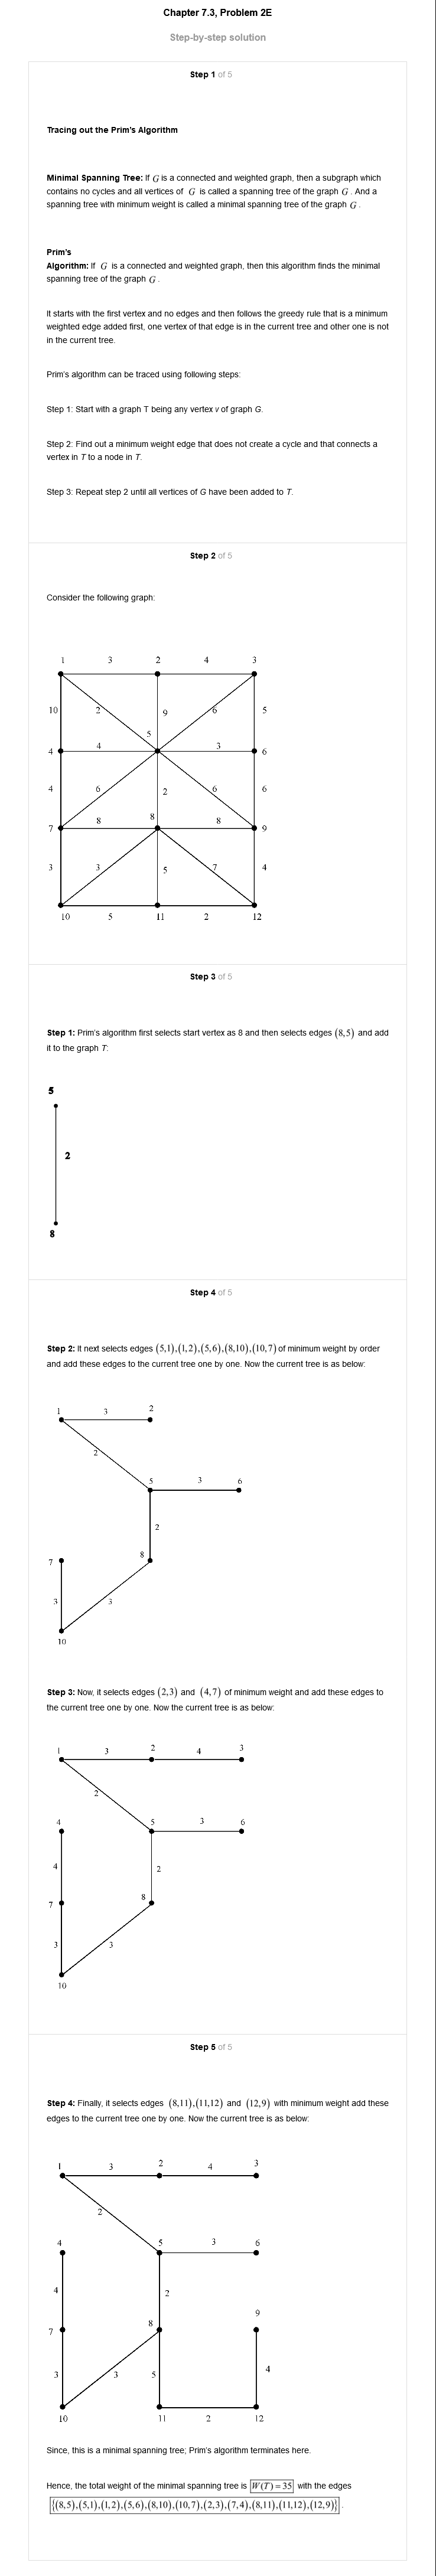 Chapter 7.3, Problem 2E
Step-by-step solution
Step 1 of 5
Tracing out the Prim's Algorithm
Minimal Spanning Tree: If G is a connected and weighted graph, then a subgraph which
contains no cycles and all vertices of G is called a spanning tree of the graph G . And a
spanning tree with minimum weight is called a minimal spanning tree of the graph G .
Prim's
Algorithm: If G is a connected and weighted graph, then this algorithm finds the minimal
spanning tree of the graph G .
It starts with the first vertex and no edges and then follows the greedy rule that is a minimum
weighted edge added first, one vertex of that edge is in the current tree and other one is not
in the current tree.
Prim's algorithm can be traced using following steps:
Step 1: Start with a graph T being any vertex v of graph G.
Step 2: Find out a minimum weight edge that does not create a cycle and that connects a
vertex in T to a node in T.
Step 3: Repeat step 2 until all vertices of G have been added to T.
Step 2 of 5
Consider the following graph:
1 3 2 4 3
10 2 9 6 5
5
4 4 3 6
4 6 2 6 6
7 8 8 8 9
3 3 5 7 4
10 5 11 2 12
Step 3 of 5
Step 1: Prim's algorithm first selects start vertex as 8 and then selects edges (8,5) and add
it to the graph T:
5
2
8
Step 4 of 5
Step 2: It next selects edges (5,1),(1,2),(5,6),(8,10),(10,7) of minimum weight by order
and add these edges to the current tree one by one. Now the current tree is as below:
1 3 2
2
5 3 6
2
7 8
3 3
10
Step 3: Now, it selects edges (2,3) and (4,7) of minimum weight and add these edges to
the current tree one by one. Now the current tree is as below:
1 3 2 4 3
2
4 5 3 6
4 2
7 8
3 3
10
Step 5 of 5
Step 4: Finally, it selects edges (8,11),(11,12) and (12,9) with minimum weight add these
edges to the current tree one by one. Now the current tree is as below:
1 3 2 4 3
2
4 5 3 6
4 2
9
7 8
3 3 5 4
10 11 2 12
Since, this is a minimal spanning tree; Prim's algorithm terminates here.
Hence, the total weight of the minimal spanning tree is W(T)=35 with the edges
{(8,5),(5,1),(1,2),(5,6),(8,10),(10,7),(2,3),(7,4),(8,11),(11,12),(12,9)} .